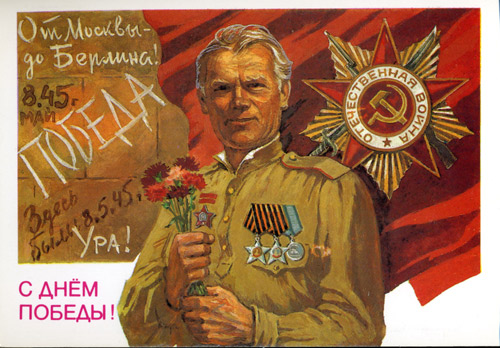 От Москвы-
до Берлина!
8.45.
МАЙ
ПОБЕДА
Здесь
были 8.5.45.
УРА!
С ДНЁМ
ПОБЕДЫ!
ОТЕЧЕСТВЕННАЯ ВОЙНА